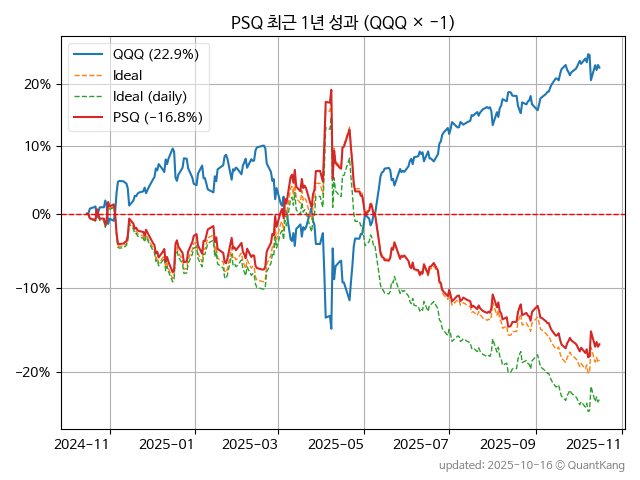 PSQ 최근 1년 성과 (QQQ × −1)
QQQ (22.9%)
Ideal
Ideal (daily)
PSQ (−16.8%)
20%
10%
0%
−10%
−20%
2024-11 2025-01 2025-03 2025-05 2025-07 2025-09 2025-11
updated: 2025-10-16 ⓒ QuantKang